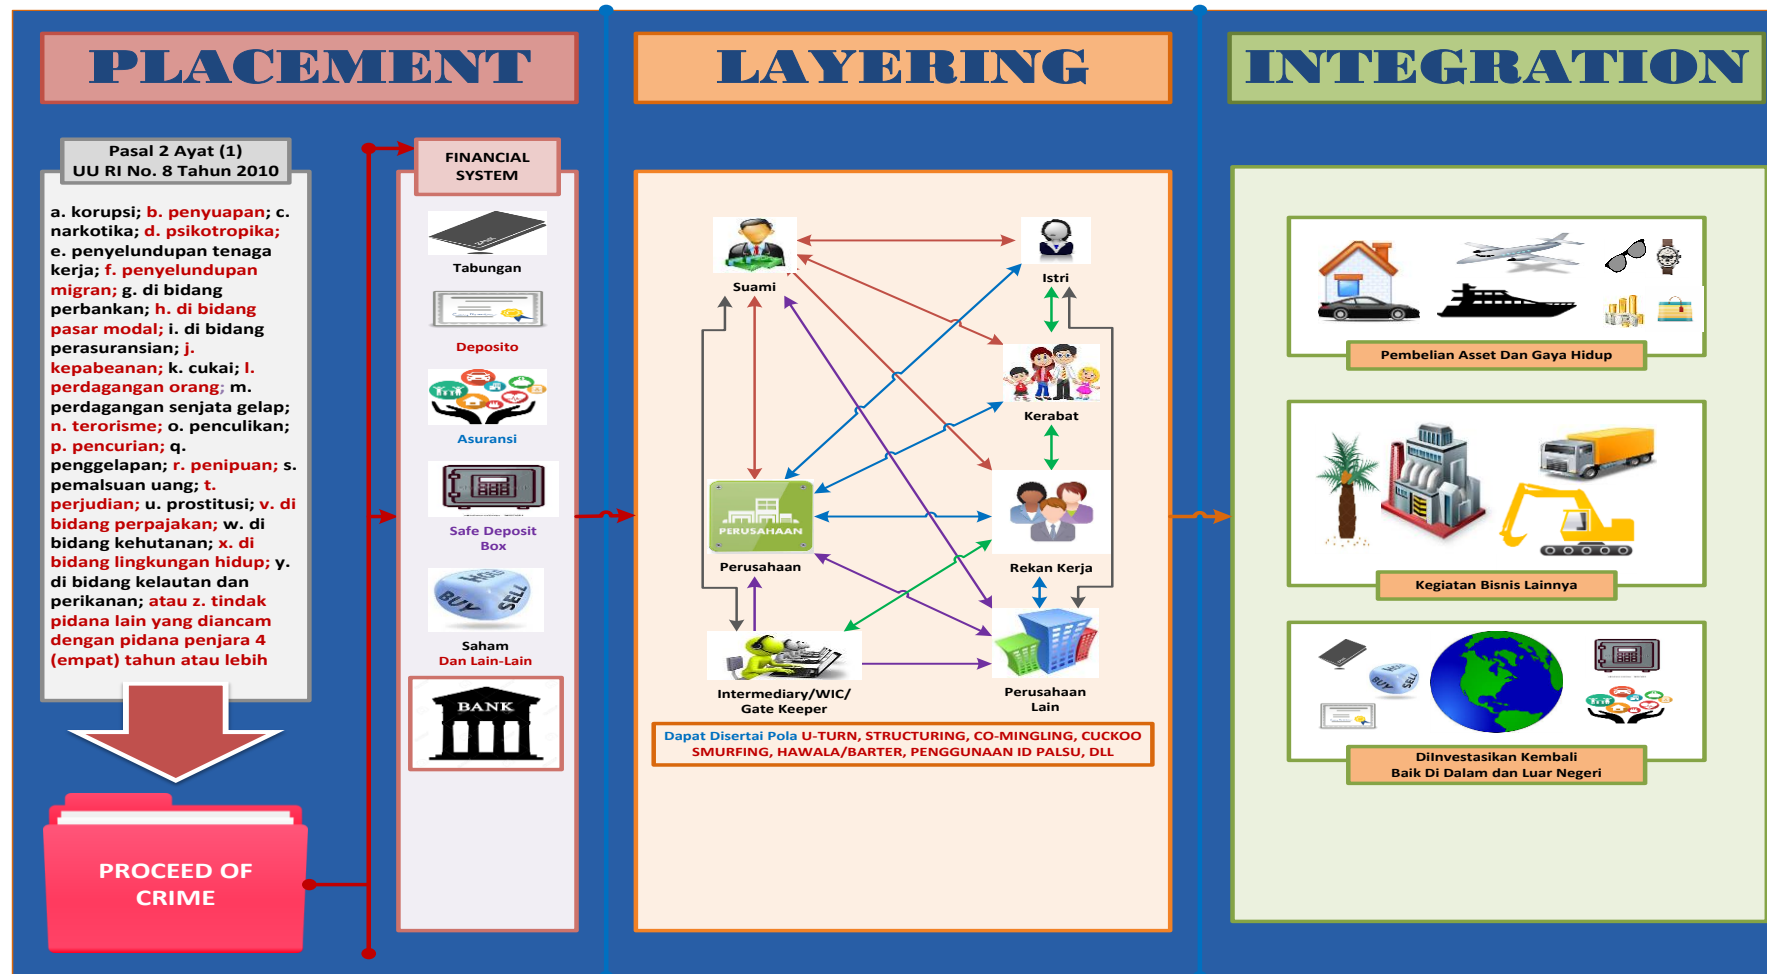 PLACEMENT
Pasal 2 Ayat (1)
UU RI No. 8 Tahun 2010
a. korupsi; b. penyuapan; c.
narkotika; d. psikotropika;
e. penyelundupan tenaga
kerja; f. penyelundupan
migran; g. di bidang
perbankan; h. di bidang
pasar modal; i. di bidang
perasuransian; j.
kepabeanan; k. cukai; l.
perdagangan orang; m.
perdagangan senjata gelap;
n. terorisme; o. penculikan;
p. pencurian; q.
penggelapan; r. penipuan; s.
pemalsuan uang; t.
perjudian; u. prostitusi; v. di
bidang perpajakan; w. di
bidang kehutanan; x. di
bidang lingkungan hidup; y.
di bidang kelautan dan
perikanan; atau z. tindak
pidana lain yang diancam
dengan pidana penjara 4
(empat) tahun atau lebih
PROCEED OF
CRIME
FINANCIAL
SYSTEM
Tabungan
Deposito
Asuransi
Safe Deposit
Box
HOLD
BUY
SELL
Saham
Dan Lain-Lain
BANK
LAYERING
Suami
Istri
Kerabat
PERUSAHAAN
Perusahaan
Rekan Kerja
Intermediary/WIC/
Gate Keeper
Perusahaan
Lain
Dapat Disertai Pola U-TURN, STRUCTURING, CO-MINGLING, CUCKOO
SMURFING, HAWALA/BARTER, PENGGUNAAN ID PALSU, DLL
INTEGRATION
Pembelian Asset Dan Gaya Hidup
Kegiatan Bisnis Lainnya
HOLD
BUY
SELL
DiInvestasikan Kembali
Baik Di Dalam dan Luar Negeri